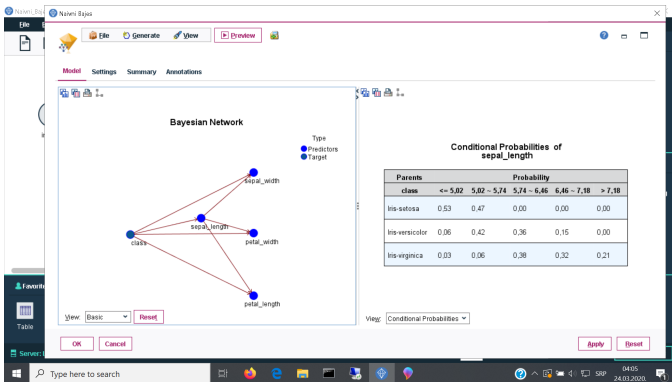 Naivni_Baj
Naivni Bajes
File
File
Generate
View
Preview
Model Settings Summary Annotations
Bayesian Network
Type
Predictors
Target
sepal_width
sepal_length
class
petal_width
petal_length
View: Basic
Reset
Conditional Probabilities of
sepal_length
Parents Probability
class <= 5,02 5,02 ~ 5,74 5,74 ~ 6,46 6,46 ~ 7,18 > 7,18
Iris-setosa 0,53 0,47 0,00 0,00 0,00
Iris-versicolor 0,06 0,42 0,36 0,15 0,00
Iris-virginica 0,03 0,06 0,38 0,32 0,21
View: Conditional Probabilities
Favorite
Table
OK Cancel
Apply Reset
Server:
Type here to search
SRP
04:05
24.03.2020.